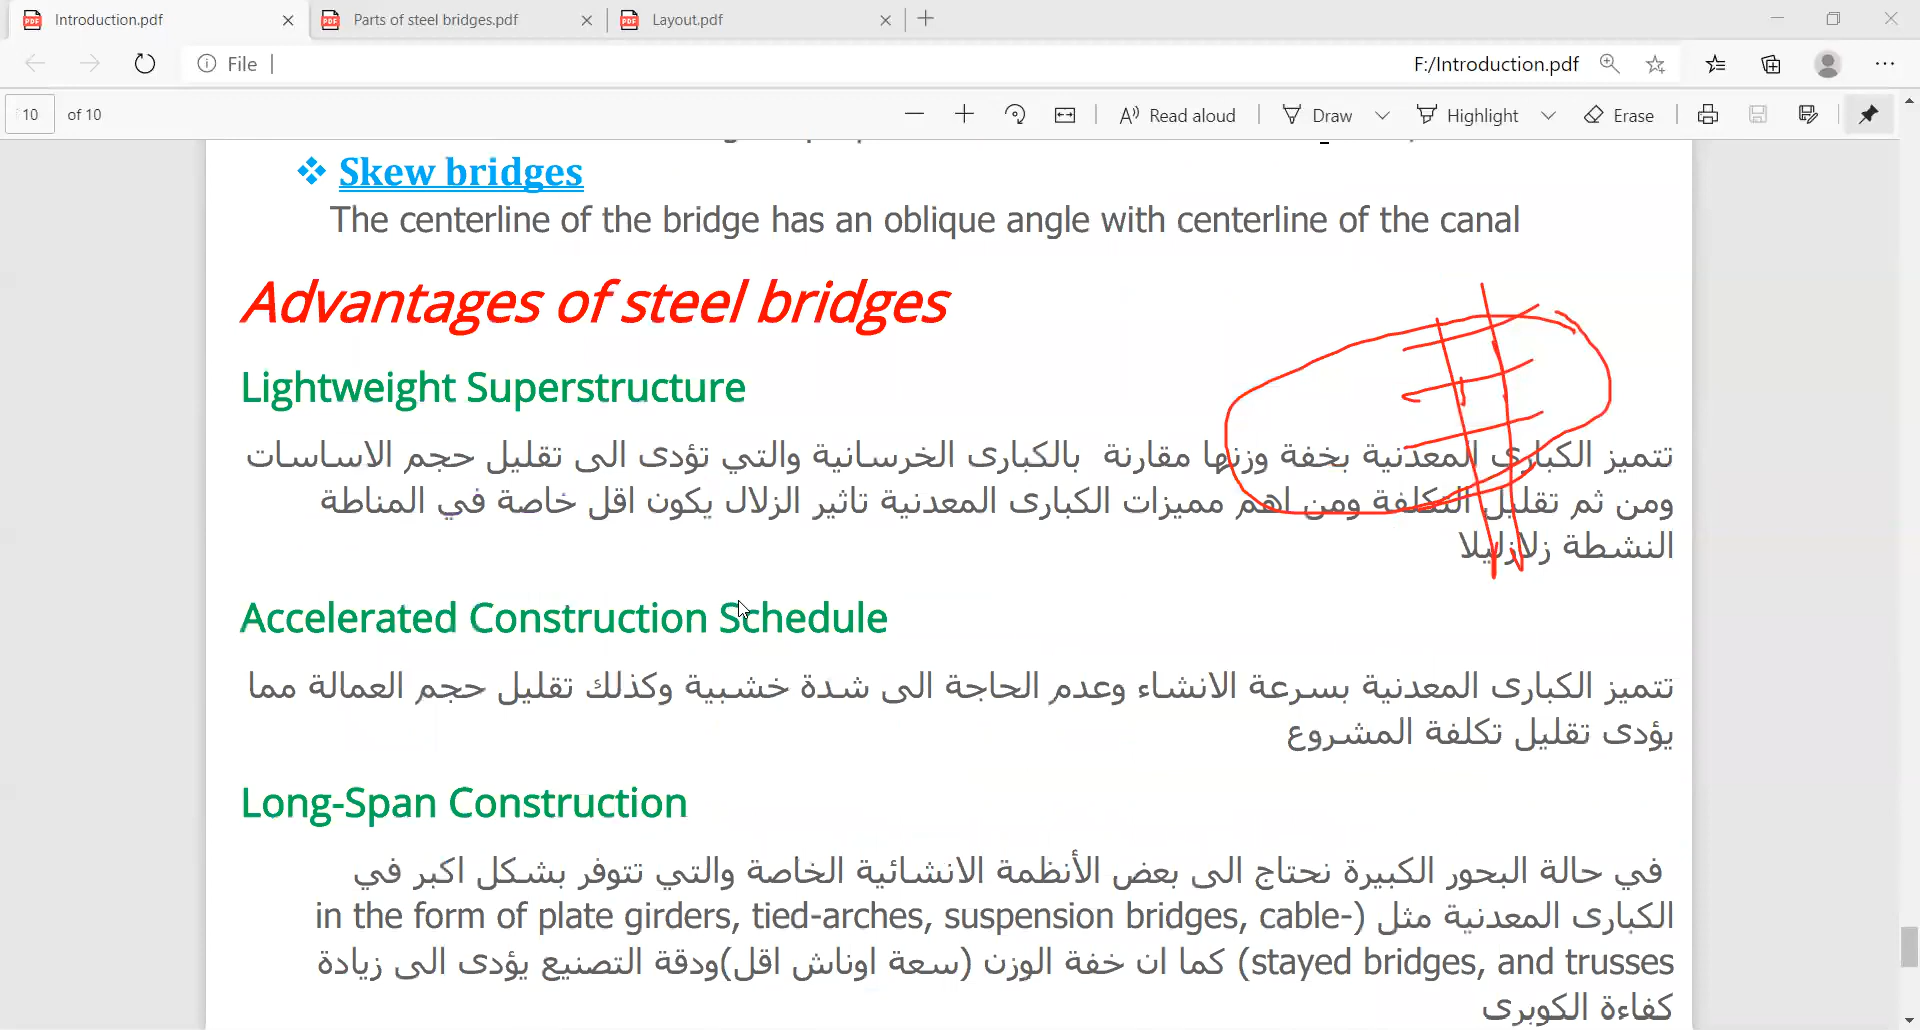 Introduction.pdf
Parts of steel bridges.pdf
Layout.pdf
File
F:/Introduction.pdf
10 of 10
Read aloud
Draw
Highlight
Erase
Skew bridges
The centerline of the bridge has an oblique angle with centerline of the canal
Advantages of steel bridges
Lightweight Superstructure
تتميز الكبارى المعدنية بخفة وزنها مقارنة بالكبارى الخرسانية والتي تؤدى الى تقليل حجم الاساسات
ومن ثم تقليل التكلفة ومن اهم مميزات الكبارى المعدنية تاثير الزلال يكون اقل خاصة في المناطة
النشطة زلازليلا
Accelerated Construction Schedule
تتميز الكبارى المعدنية بسرعة الانشاء وعدم الحاجة الى شدة خشبية وكذلك تقليل حجم العمالة مما
يؤدى تقليل تكلفة المشروع
Long-Span Construction
في حالة البحور الكبيرة نحتاج الى بعض الأنظمة الانشائية الخاصة والتي تتوفر بشكل اكبر في
الكبارى المعدنية مثل (in the form of plate girders, tied-arches, suspension bridges, cable-
stayed bridges, and trusses) كما ان خفة الوزن (سعة اوناش اقل)ودقة التصنيع يؤدى الى زيادة
كفاءة الكوبرى